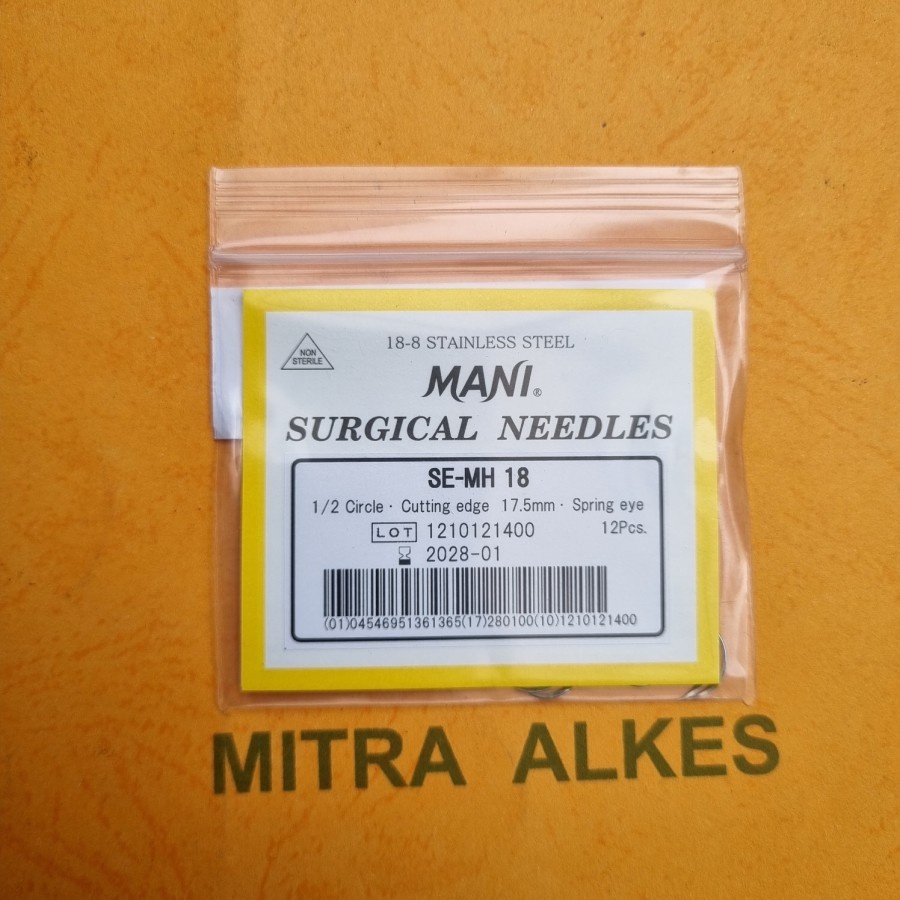 NON
STERILE
18-8 STAINLESS STEEL
MANI®
SURGICAL NEEDLES
SE-MH 18
1/2 Circle · Cutting edge 17.5mm · Spring eye
LOT 1210121400 12Pcs.
2028-01
(01)04546951361365(17)280100(10)1210121400
MITRA ALKES